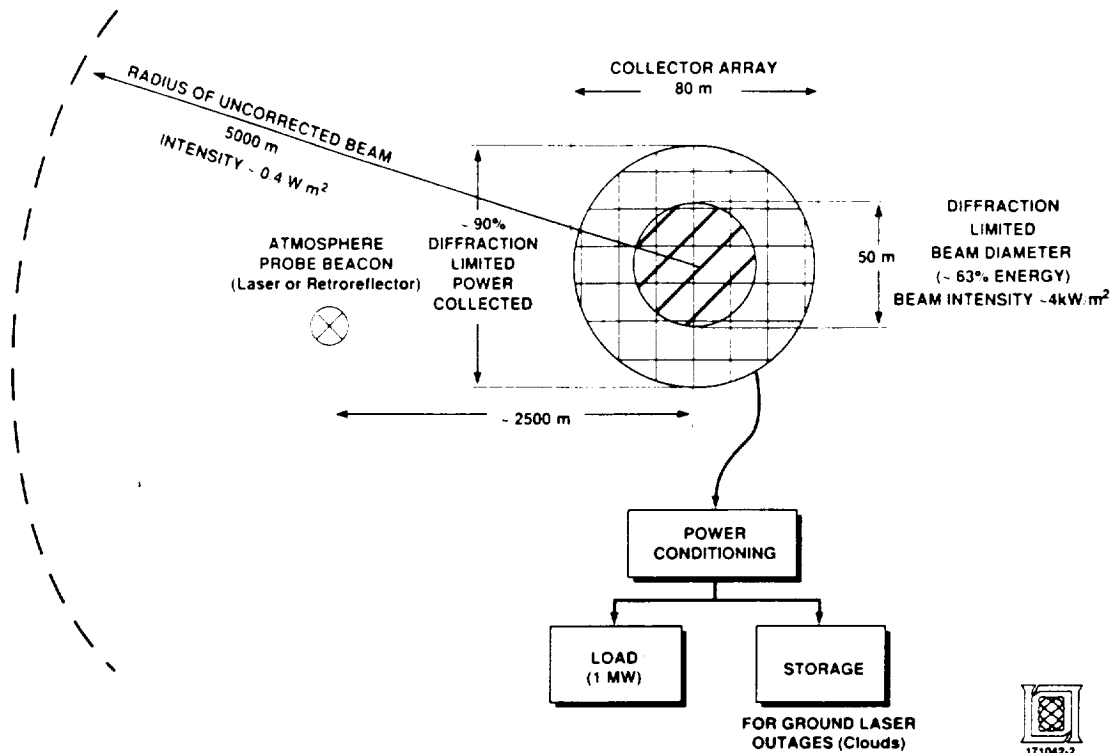 RADIUS OF UNCORRECTED BEAM
5000 m
INTENSITY ~ 0.4 W m²
COLLECTOR ARRAY
80 m
ATMOSPHERE
PROBE BEACON
(Laser or Retroreflector)
~ 90%
DIFFRACTION
LIMITED
POWER
COLLECTED
50 m
DIFFRACTION
LIMITED
BEAM DIAMETER
(~ 63% ENERGY)
BEAM INTENSITY ~4kW/m²
~ 2500 m
POWER
CONDITIONING
LOAD
(1 MW)
STORAGE
FOR GROUND LASER
OUTAGES (Clouds)
171042-2